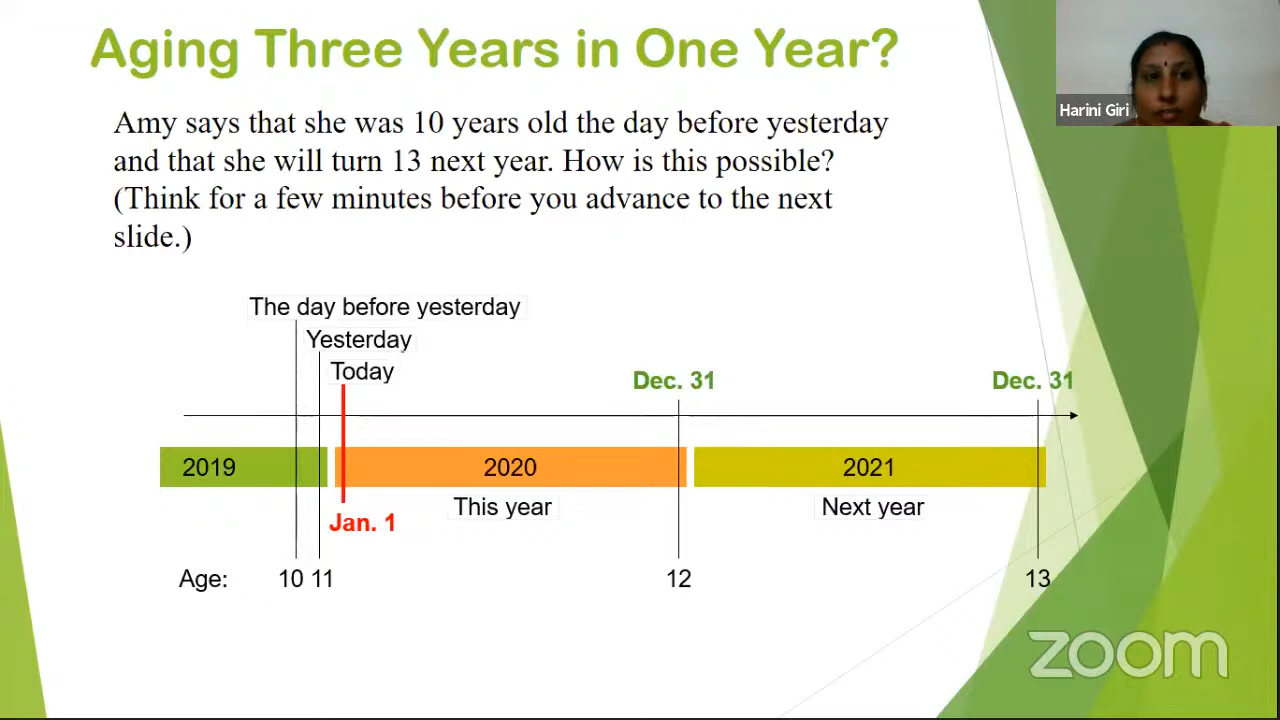 Aging Three Years in One Year?
Harini Giri
Amy says that she was 10 years old the day before yesterday
and that she will turn 13 next year. How is this possible?
(Think for a few minutes before you advance to the next
slide.)
The day before yesterday
Yesterday
Today
Dec. 31
Dec. 31
2019
2020
2021
This year
Next year
Jan. 1
Age:
10
11
12
13
zoom